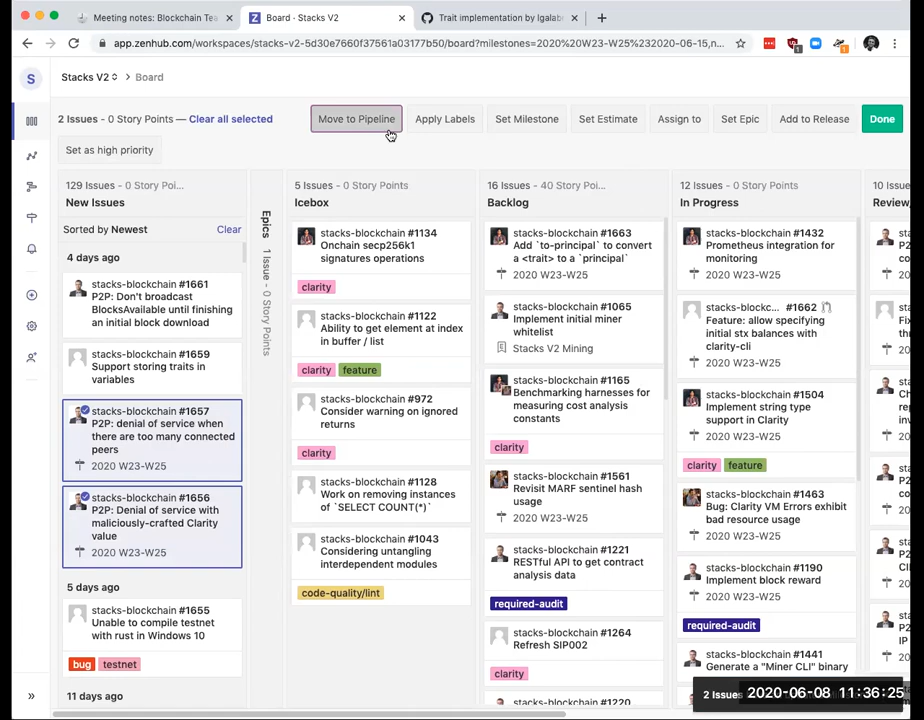 Meeting notes: Blockchain Tea
Board - Stacks V2
Trait implementation by lgalab
app.zenhub.com/workspaces/stacks-v2-5d30e7660f37561a03177b50/board?milestones=2020%20W23-W25%232020-06-15,n...
S
Stacks V2
Board
2 Issues - 0 Story Points — Clear all selected
Move to Pipeline
Apply Labels
Set Milestone
Set Estimate
Assign to
Set Epic
Add to Release
Done
Set as high priority
129 Issues - 0 Story Poi...
New Issues
Sorted by Newest
Clear
4 days ago
stacks-blockchain #1661
P2P: Don't broadcast
BlocksAvailable until finishing
an initial block download
stacks-blockchain #1659
Support storing traits in
variables
stacks-blockchain #1657
P2P: denial of service when
there are too many connected
peers
2020 W23-W25
stacks-blockchain #1656
P2P: Denial of service with
maliciously-crafted Clarity
value
2020 W23-W25
5 days ago
stacks-blockchain #1655
Unable to compile testnet
with rust in Windows 10
bug
testnet
11 days ago
Epics 1 Issue - 0 Story Points
5 Issues - 0 Story Points
Icebox
stacks-blockchain #1134
Onchain secp256k1
signatures operations
clarity
stacks-blockchain #1122
Ability to get element at index
in buffer / list
clarity
feature
stacks-blockchain #972
Consider warning on ignored
returns
clarity
stacks-blockchain #1128
Work on removing instances
of `SELECT COUNT(*)`
stacks-blockchain #1043
Considering untangling
interdependent modules
code-quality/lint
16 Issues - 40 Story Poi...
Backlog
stacks-blockchain #1663
Add `to-principal` to convert
a <trait> to a `principal`
2020 W23-W25
stacks-blockchain #1065
Implement initial miner
whitelist
Stacks V2 Mining
stacks-blockchain #1165
Benchmarking harnesses for
measuring cost analysis
constants
clarity
stacks-blockchain #1561
Revisit MARF sentinel hash
usage
2020 W23-W25
stacks-blockchain #1221
RESTful API to get contract
analysis data
required-audit
stacks-blockchain #1264
Refresh SIP002
clarity
stacks-blockchain #1220
12 Issues - 0 Story Points
In Progress
stacks-blockchain #1432
Prometheus integration for
monitoring
2020 W23-W25
stacks-blockc... #1662
Feature: allow specifying
initial stx balances with
clarity-cli
2020 W23-W25
stacks-blockchain #1504
Implement string type
support in Clarity
2020 W23-W25
clarity
feature
stacks-blockchain #1463
Bug: Clarity VM Errors exhibit
bad resource usage
2020 W23-W25
stacks-blockchain #1190
Implement block reward
2020 W23-W25
required-audit
stacks-blockchain #1441
Generate a "Miner CLI" binary
10 Issue
Review/
2 Issues
2020-06-08 11:36:25